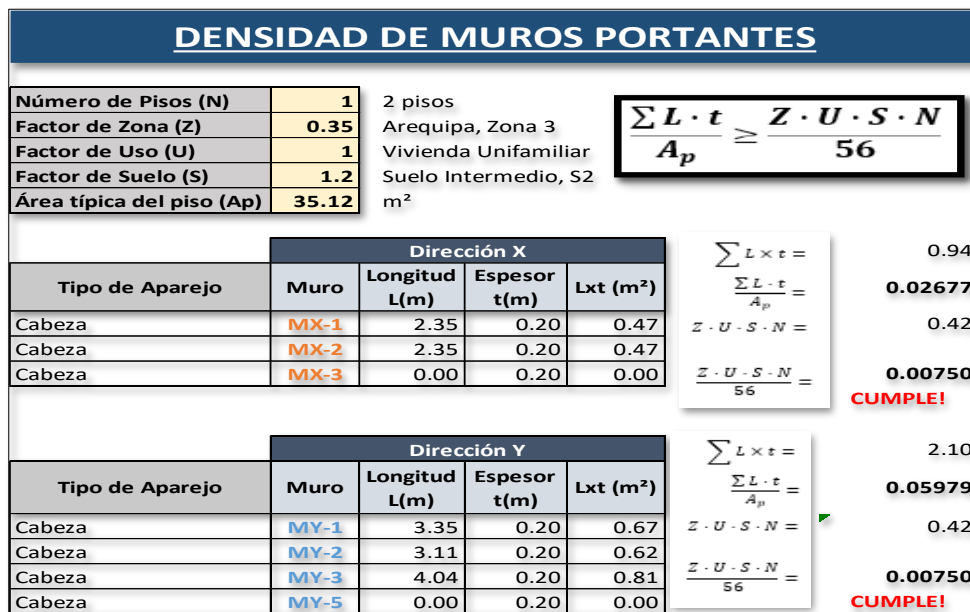 DENSIDAD DE MUROS PORTANTES
Número de Pisos (N) 1 2 pisos
Factor de Zona (Z) 0.35 Arequipa, Zona 3
Factor de Uso (U) 1 Vivienda Unifamiliar
Factor de Suelo (S) 1.2 Suelo Intermedio, S2
Área típica del piso (Ap) 35.12 m²
∑ L · t / Aₚ ≥ Z · U · S · N / 56
Dirección X
Tipo de Aparejo Muro Longitud L(m) Espesor t(m) Lxt (m²)
Cabeza MX-1 2.35 0.20 0.47
Cabeza MX-2 2.35 0.20 0.47
Cabeza MX-3 0.00 0.20 0.00
∑ L × t = 0.94
∑ L · t / Aₚ = 0.02677
Z · U · S · N = 0.42
Z · U · S · N / 56 = 0.00750
CUMPLE!
Dirección Y
Tipo de Aparejo Muro Longitud L(m) Espesor t(m) Lxt (m²)
Cabeza MY-1 3.35 0.20 0.67
Cabeza MY-2 3.11 0.20 0.62
Cabeza MY-3 4.04 0.20 0.81
Cabeza MY-5 0.00 0.20 0.00
∑ L × t = 2.10
∑ L · t / Aₚ = 0.05979
Z · U · S · N = 0.42
Z · U · S · N / 56 = 0.00750
CUMPLE!